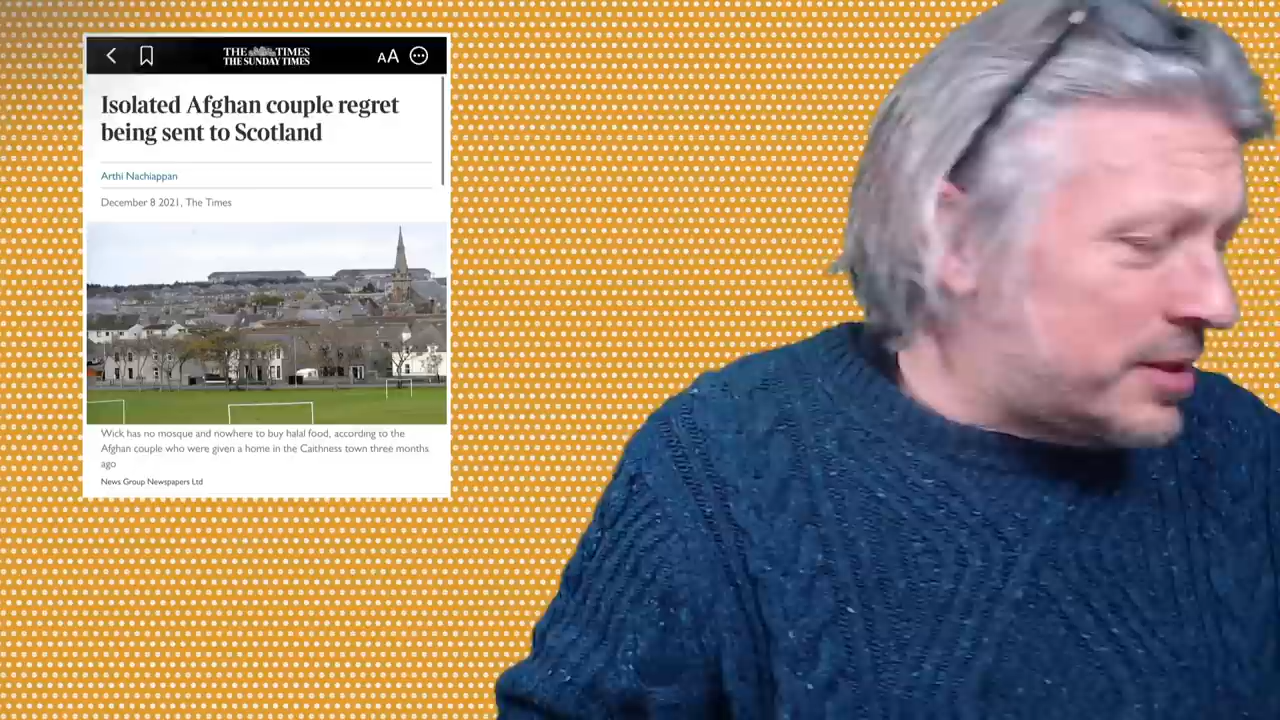 THE TIMES
THE SUNDAY TIMES
AA
Isolated Afghan couple regret
being sent to Scotland
Arthi Nachiappan
December 8 2021, The Times
Wick has no mosque and nowhere to buy halal food, according to the
Afghan couple who were given a home in the Caithness town three months
ago
News Group Newspapers Ltd